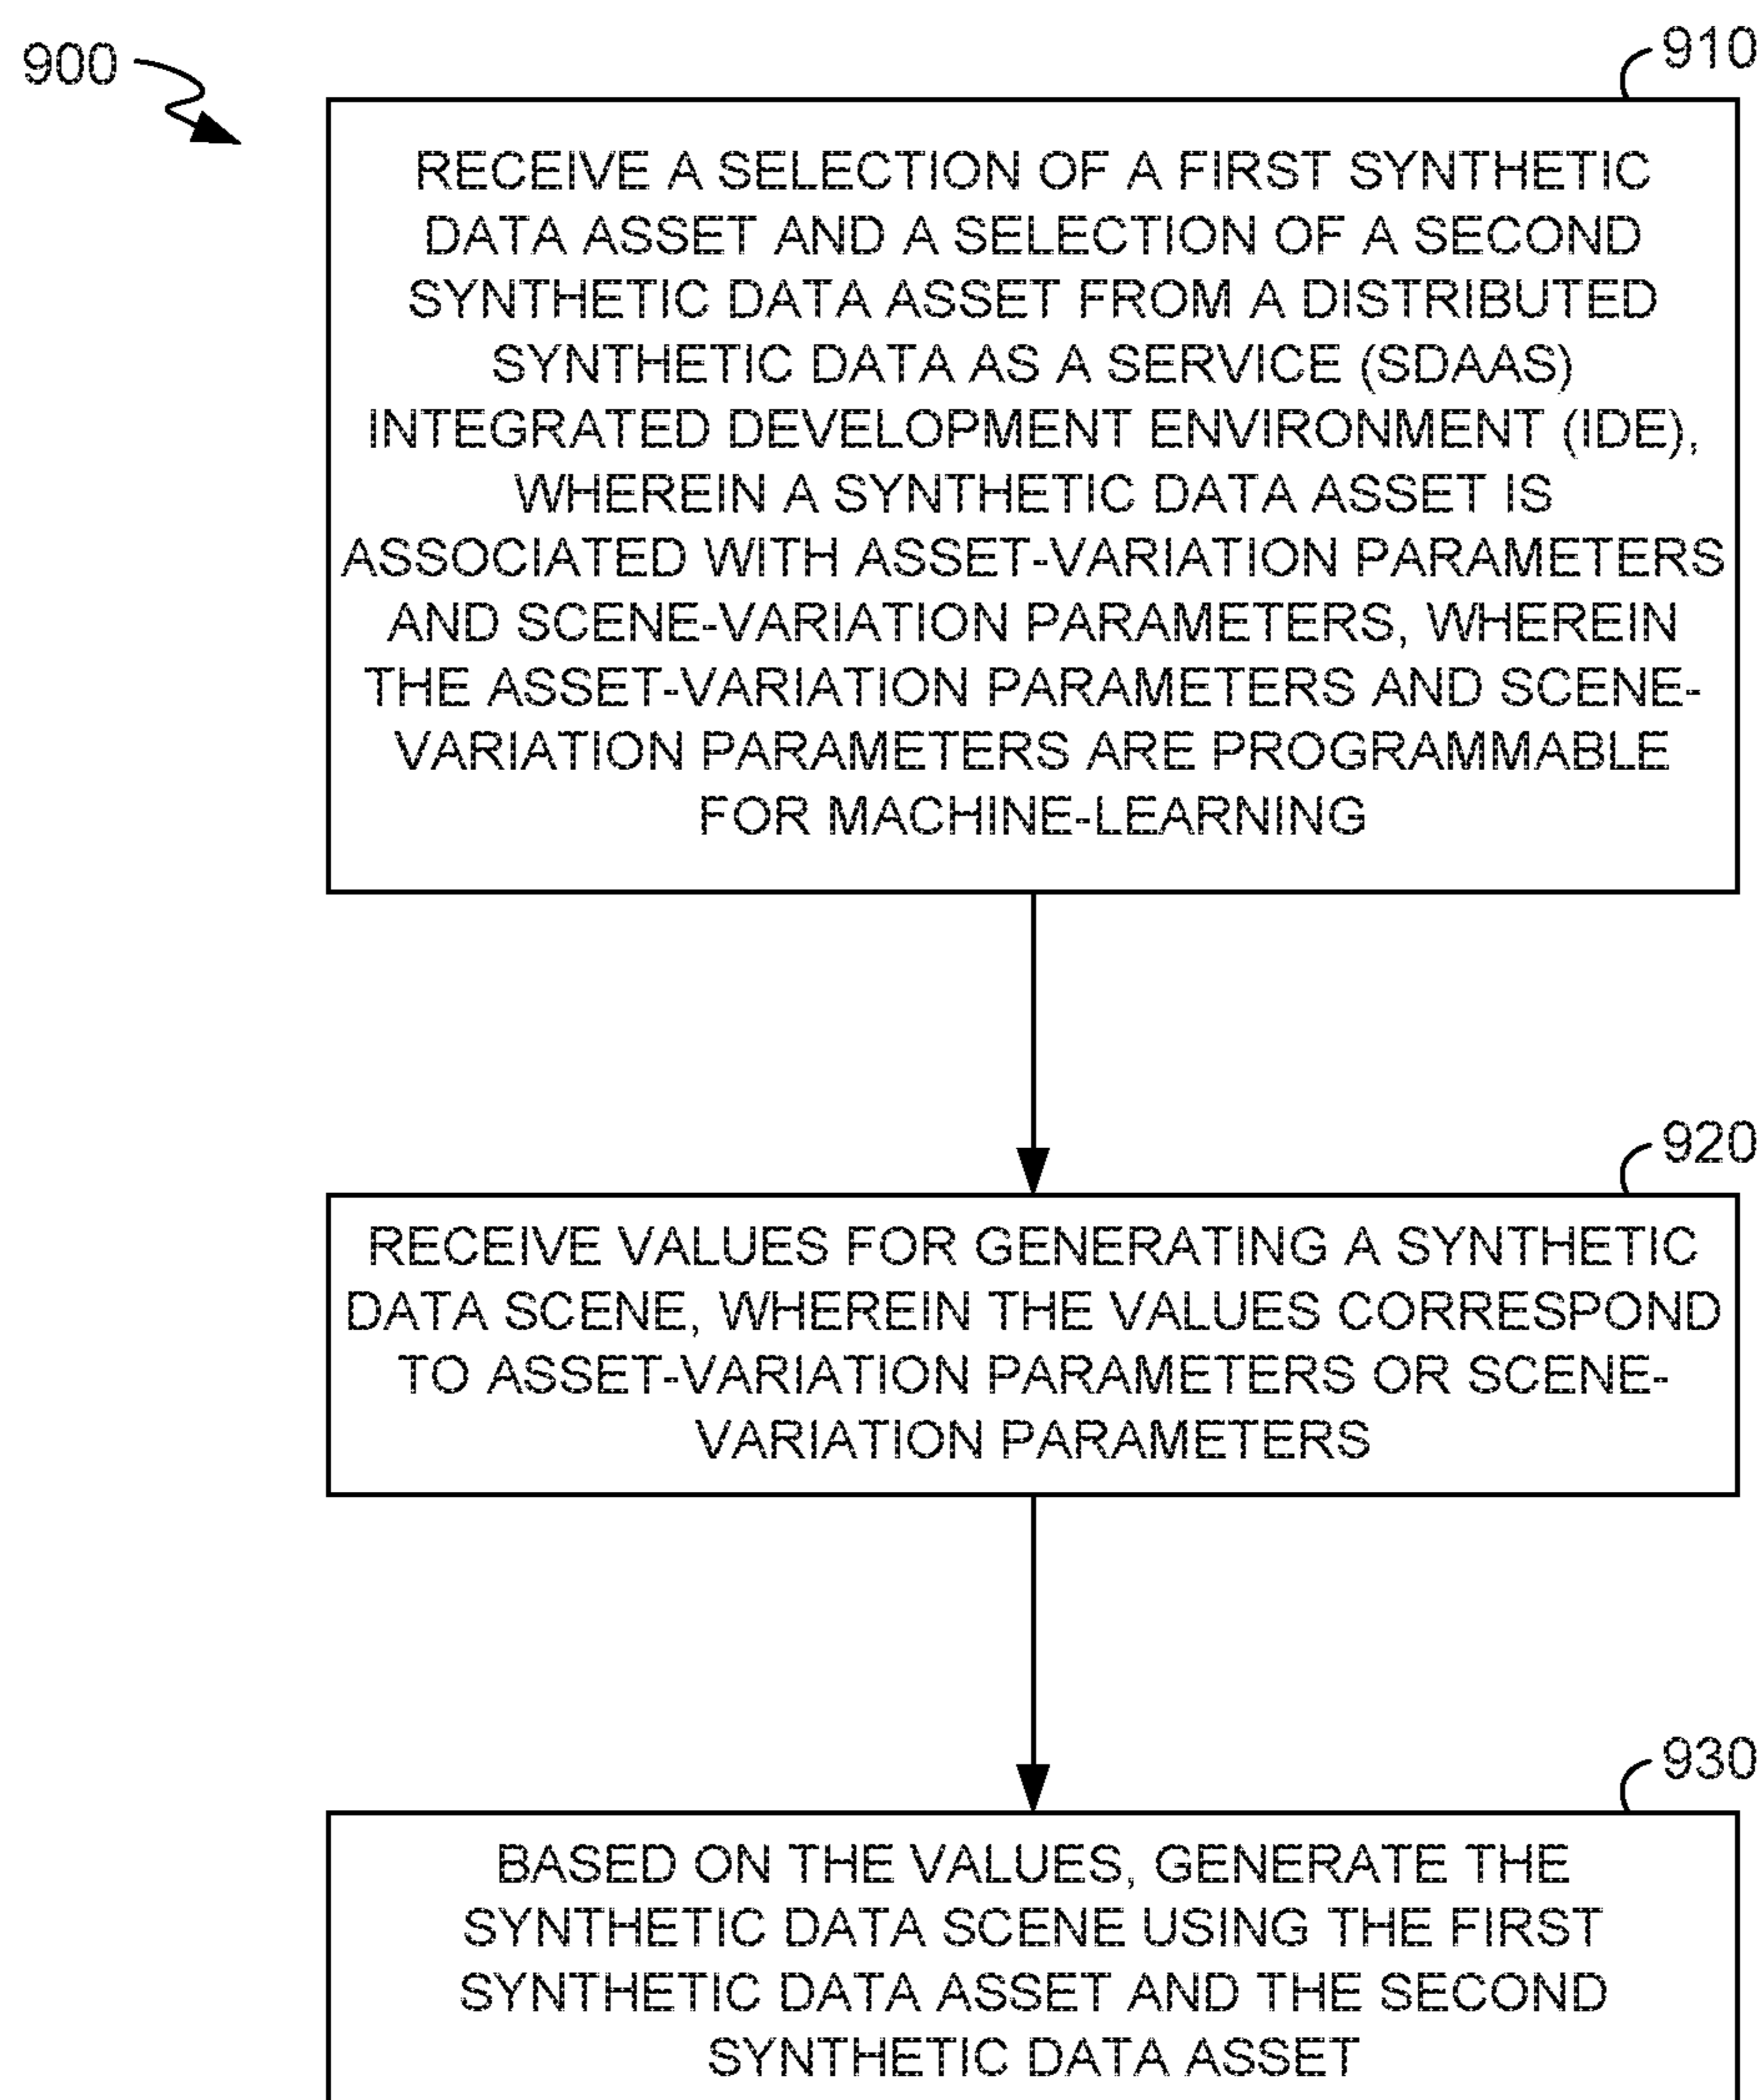 900
910
RECEIVE A SELECTION OF A FIRST SYNTHETIC
DATA ASSET AND A SELECTION OF A SECOND
SYNTHETIC DATA ASSET FROM A DISTRIBUTED
SYNTHETIC DATA AS A SERVICE (SDAAS)
INTEGRATED DEVELOPMENT ENVIRONMENT (IDE),
WHEREIN A SYNTHETIC DATA ASSET IS
ASSOCIATED WITH ASSET-VARIATION PARAMETERS
AND SCENE-VARIATION PARAMETERS, WHEREIN
THE ASSET-VARIATION PARAMETERS AND SCENE-
VARIATION PARAMETERS ARE PROGRAMMABLE
FOR MACHINE-LEARNING
920
RECEIVE VALUES FOR GENERATING A SYNTHETIC
DATA SCENE, WHEREIN THE VALUES CORRESPOND
TO ASSET-VARIATION PARAMETERS OR SCENE-
VARIATION PARAMETERS
930
BASED ON THE VALUES, GENERATE THE
SYNTHETIC DATA SCENE USING THE FIRST
SYNTHETIC DATA ASSET AND THE SECOND
SYNTHETIC DATA ASSET